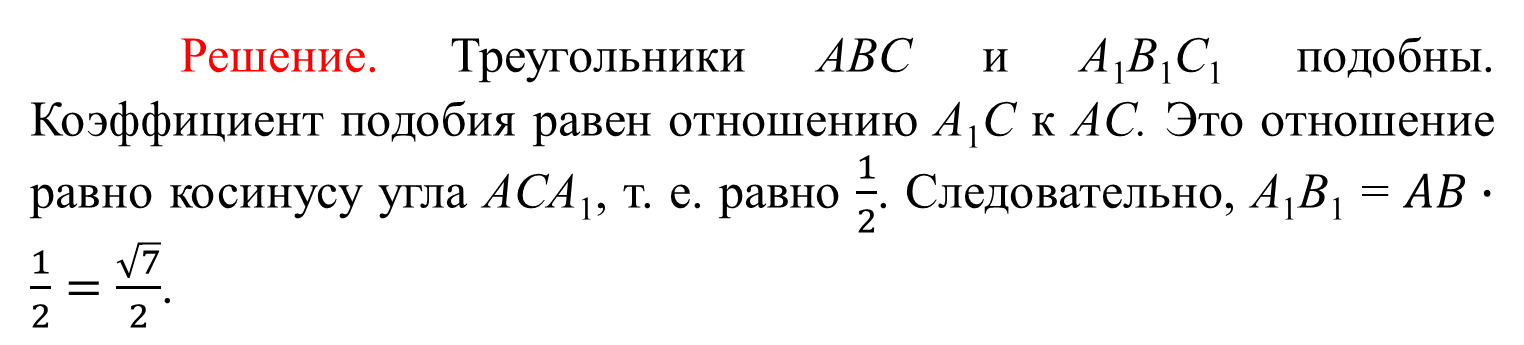 Решение. Треугольники ABC и A₁B₁C₁ подобны.
Коэффициент подобия равен отношению A₁C к AC. Это отношение
равно косинусу угла ACA₁, т. е. равно 1/2. Следовательно, A₁B₁ = AB ·
1/2 = √7/2.